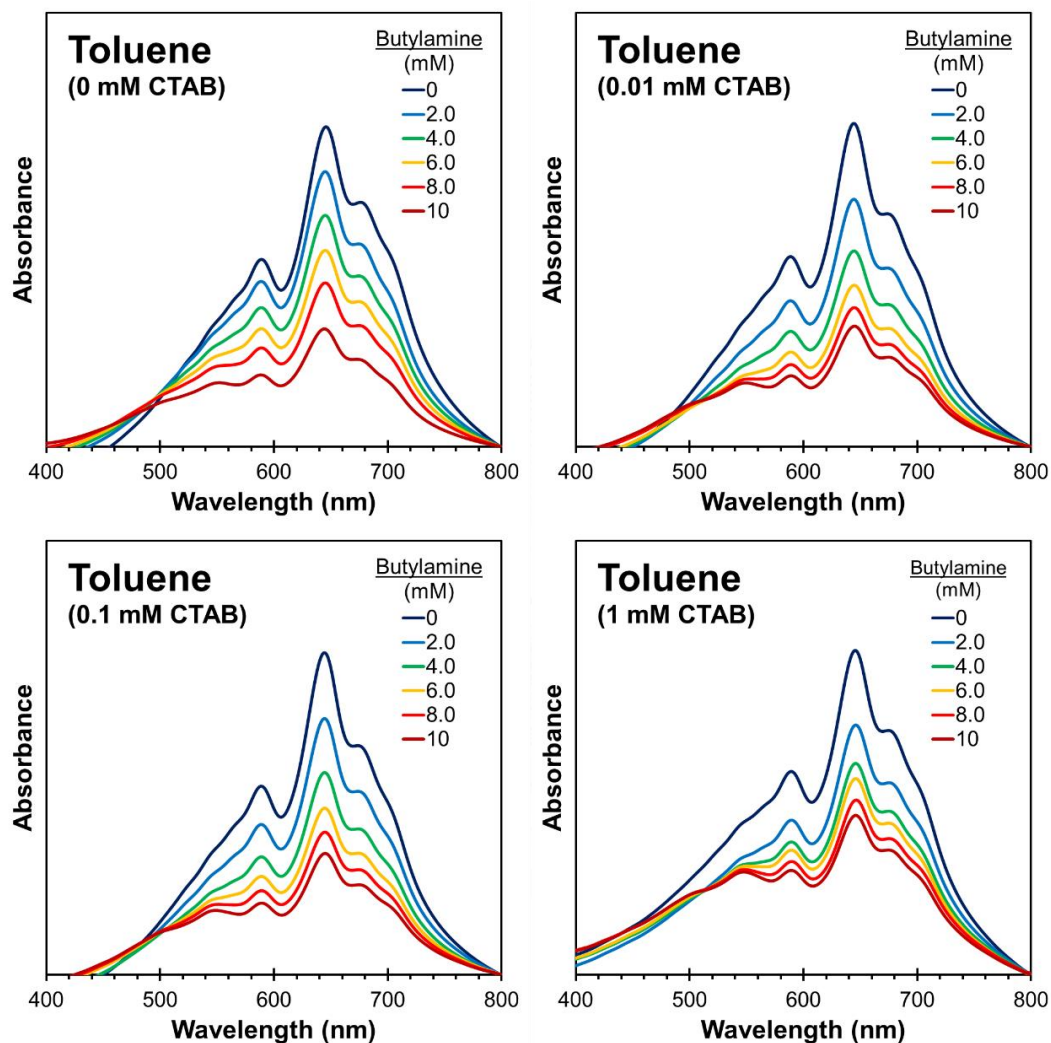 Toluene
(0 mM CTAB)
Butylamine
(mM)
0
2.0
4.0
6.0
8.0
10
Absorbance
400 500 600 700 800
Wavelength (nm)
Toluene
(0.01 mM CTAB)
Butylamine
(mM)
0
2.0
4.0
6.0
8.0
10
Absorbance
400 500 600 700 800
Wavelength (nm)
Toluene
(0.1 mM CTAB)
Butylamine
(mM)
0
2.0
4.0
6.0
8.0
10
Absorbance
400 500 600 700 800
Wavelength (nm)
Toluene
(1 mM CTAB)
Butylamine
(mM)
0
2.0
4.0
6.0
8.0
10
Absorbance
400 500 600 700 800
Wavelength (nm)